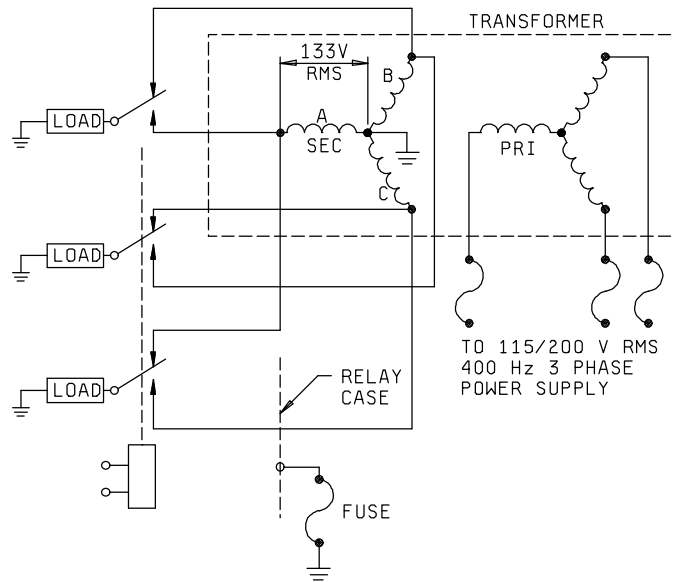 TRANSFORMER
133V
RMS
B
A
SEC
C
LOAD
PRI
LOAD
TO 115/200 V RMS
400 Hz 3 PHASE
POWER SUPPLY
LOAD
RELAY
CASE
FUSE